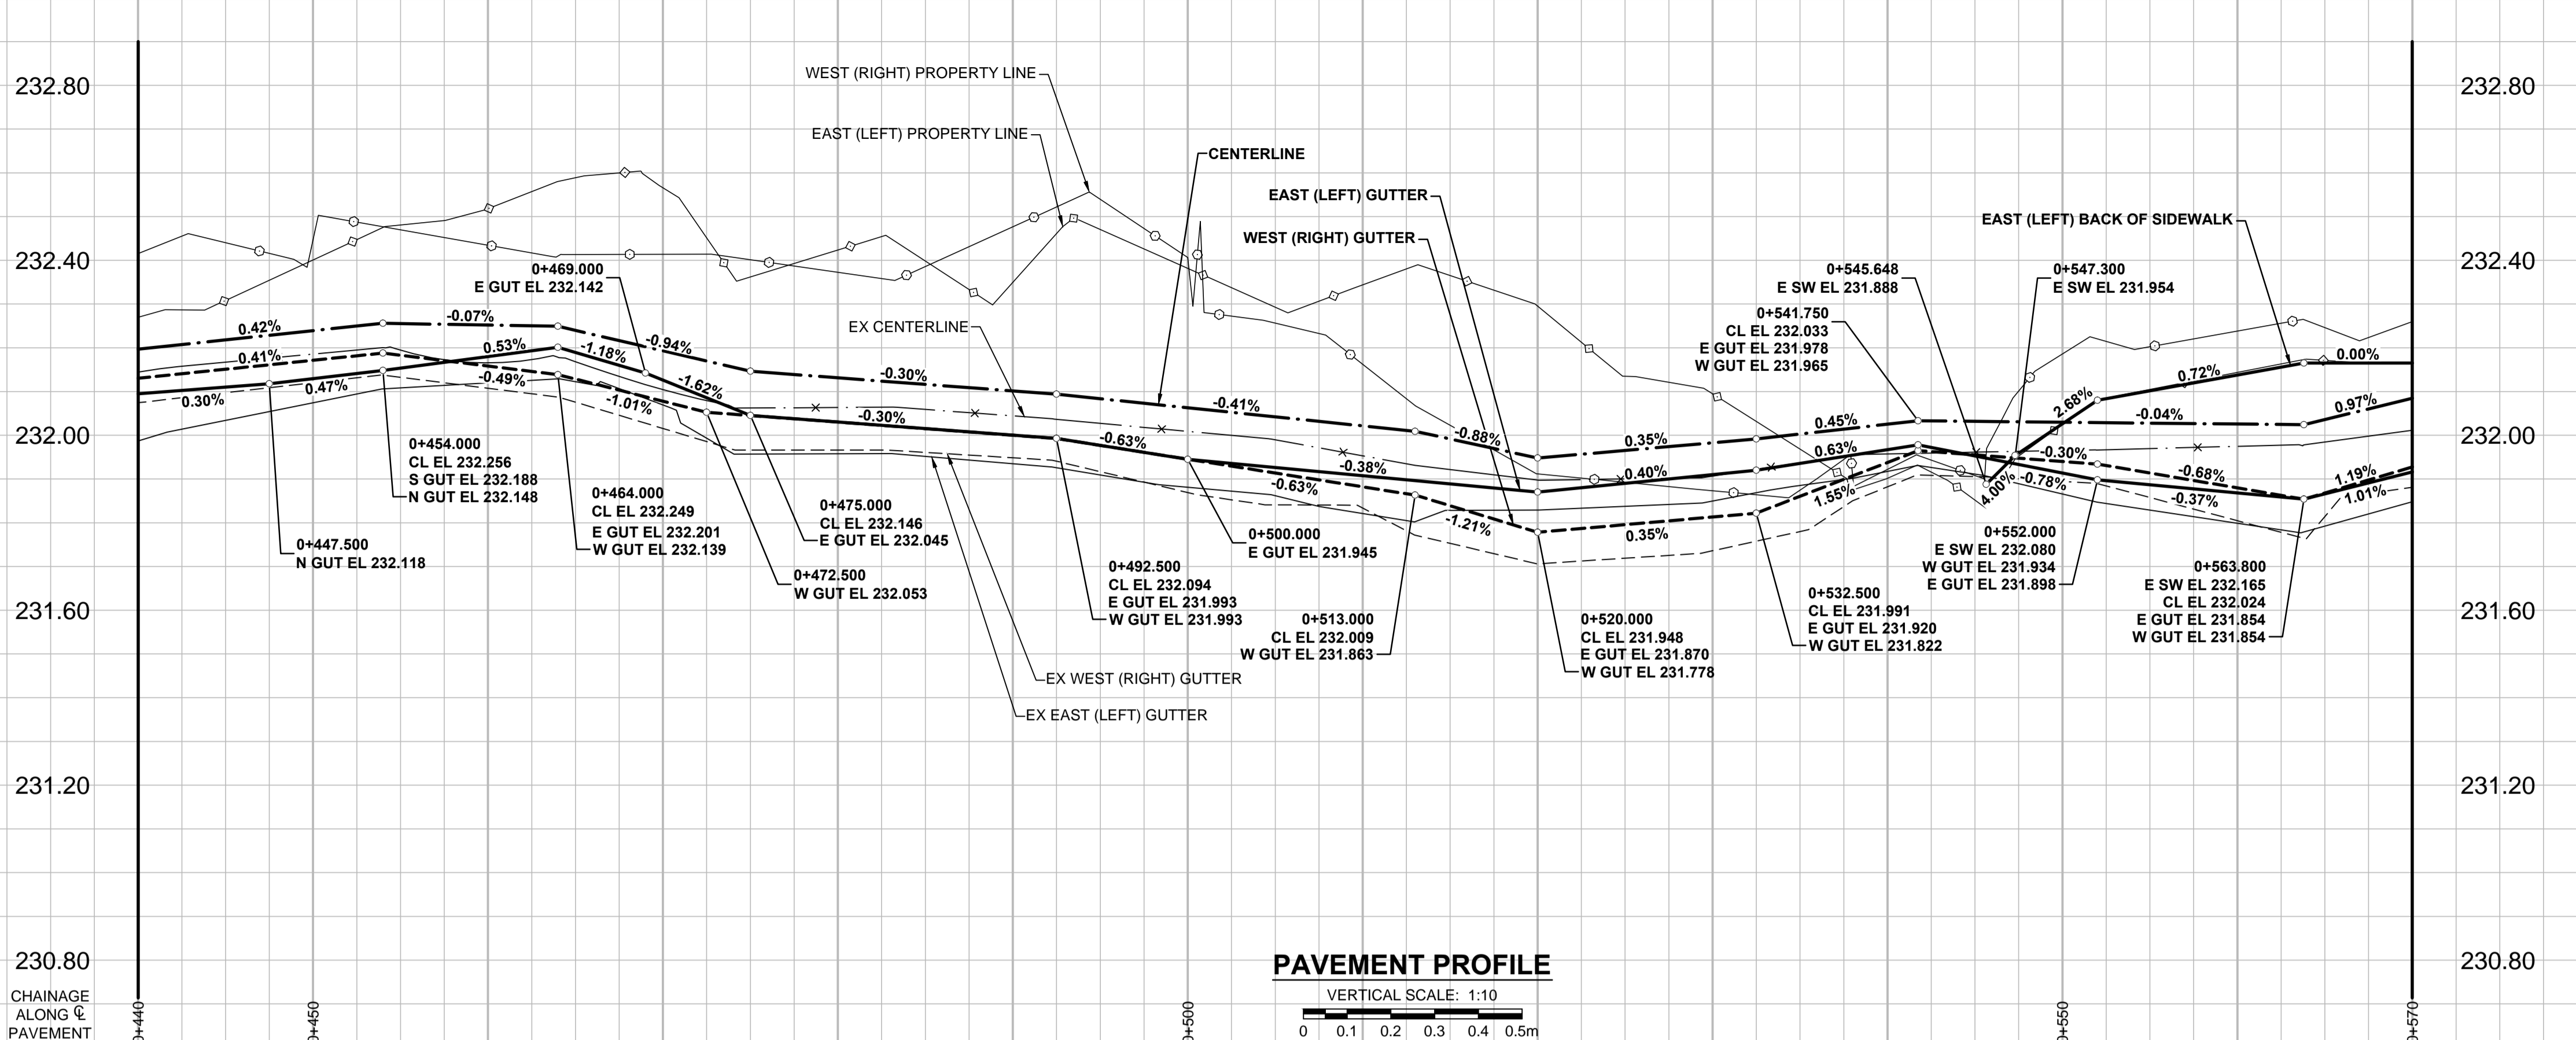 WEST (RIGHT) PROPERTY LINE
EAST (LEFT) PROPERTY LINE
CENTERLINE
EAST (LEFT) GUTTER
WEST (RIGHT) GUTTER
EAST (LEFT) BACK OF SIDEWALK
EX CENTERLINE
EX WEST (RIGHT) GUTTER
EX EAST (LEFT) GUTTER
232.80
232.40
232.00
231.60
231.20
230.80
232.80
232.40
232.00
231.60
231.20
230.80
0.42%
-0.07%
-0.94%
-0.30%
-0.41%
-0.88%
0.35%
0.45%
-0.04%
0.97%
0.41%
0.53%
-1.18%
-1.62%
-0.30%
-0.63%
-0.38%
0.40%
0.63%
-0.30%
-0.68%
1.19%
0.30%
0.47%
-0.49%
-1.01%
-0.63%
-1.21%
0.35%
1.55%
4.00%
-0.78%
-0.37%
1.01%
2.68%
0.72%
0.00%
0+447.500
N GUT EL 232.118
0+454.000
CL EL 232.256
S GUT EL 232.188
N GUT EL 232.148
0+464.000
CL EL 232.249
E GUT EL 232.201
W GUT EL 232.139
0+469.000
E GUT EL 232.142
0+472.500
W GUT EL 232.053
0+475.000
CL EL 232.146
E GUT EL 232.045
0+492.500
CL EL 232.094
E GUT EL 231.993
W GUT EL 231.993
0+500.000
E GUT EL 231.945
0+513.000
CL EL 232.009
W GUT EL 231.863
0+520.000
CL EL 231.948
E GUT EL 231.870
W GUT EL 231.778
0+532.500
CL EL 231.991
E GUT EL 231.920
W GUT EL 231.822
0+541.750
CL EL 232.033
E GUT EL 231.978
W GUT EL 231.965
0+545.648
E SW EL 231.888
0+547.300
E SW EL 231.954
0+552.000
E SW EL 232.080
W GUT EL 231.934
E GUT EL 231.898
0+563.800
E SW EL 232.165
CL EL 232.024
E GUT EL 231.854
W GUT EL 231.854
CHAINAGE
ALONG ℄
PAVEMENT
0+440
0+450
0+500
0+550
0+570
PAVEMENT PROFILE
VERTICAL SCALE: 1:10
0 0.1 0.2 0.3 0.4 0.5m